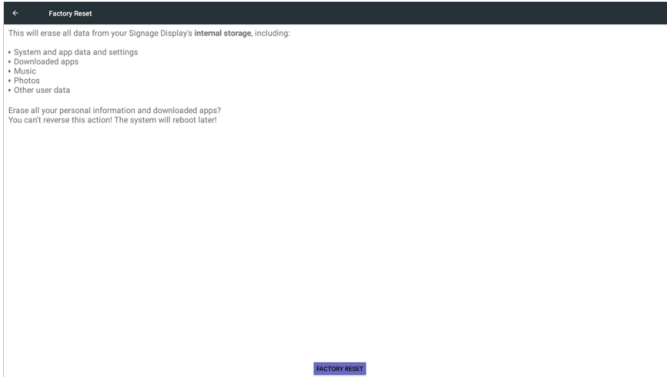 Factory Reset
This will erase all data from your Signage Display's internal storage, including:
• System and app data and settings
• Downloaded apps
• Music
• Photos
• Other user data
Erase all your personal information and downloaded apps?
You can't reverse this action! The system will reboot later!
FACTORY RESET